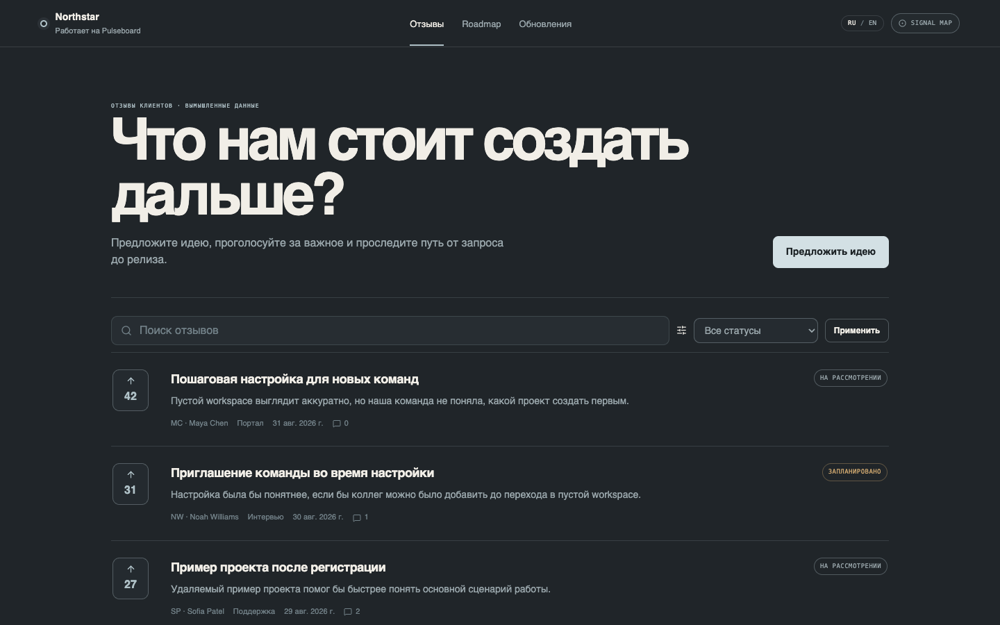 Northstar
Работает на Pulseboard
Отзывы
Roadmap
Обновления
RU / EN
SIGNAL MAP
ОТЗЫВЫ КЛИЕНТОВ · ВЫМЫШЛЕННЫЕ ДАННЫЕ
Что нам стоит создать
дальше?
Предложите идею, проголосуйте за важное и проследите путь от запроса
до релиза.
Предложить идею
Поиск отзывов
Все статусы
Применить
42
Пошаговая настройка для новых команд
НА РАССМОТРЕНИИ
Пустой workspace выглядит аккуратно, но наша команда не поняла, какой проект создать первым.
MC · Maya Chen Портал 31 авг. 2026 г. 0
31
Приглашение команды во время настройки
ЗАПЛАНИРОВАНО
Настройка была бы понятнее, если бы коллег можно было добавить до перехода в пустой workspace.
NW · Noah Williams Интервью 30 авг. 2026 г. 1
27
Пример проекта после регистрации
НА РАССМОТРЕНИИ
Удаляемый пример проекта помог бы быстрее понять основной сценарий работы.
SP · Sofia Patel Поддержка 29 авг. 2026 г. 2